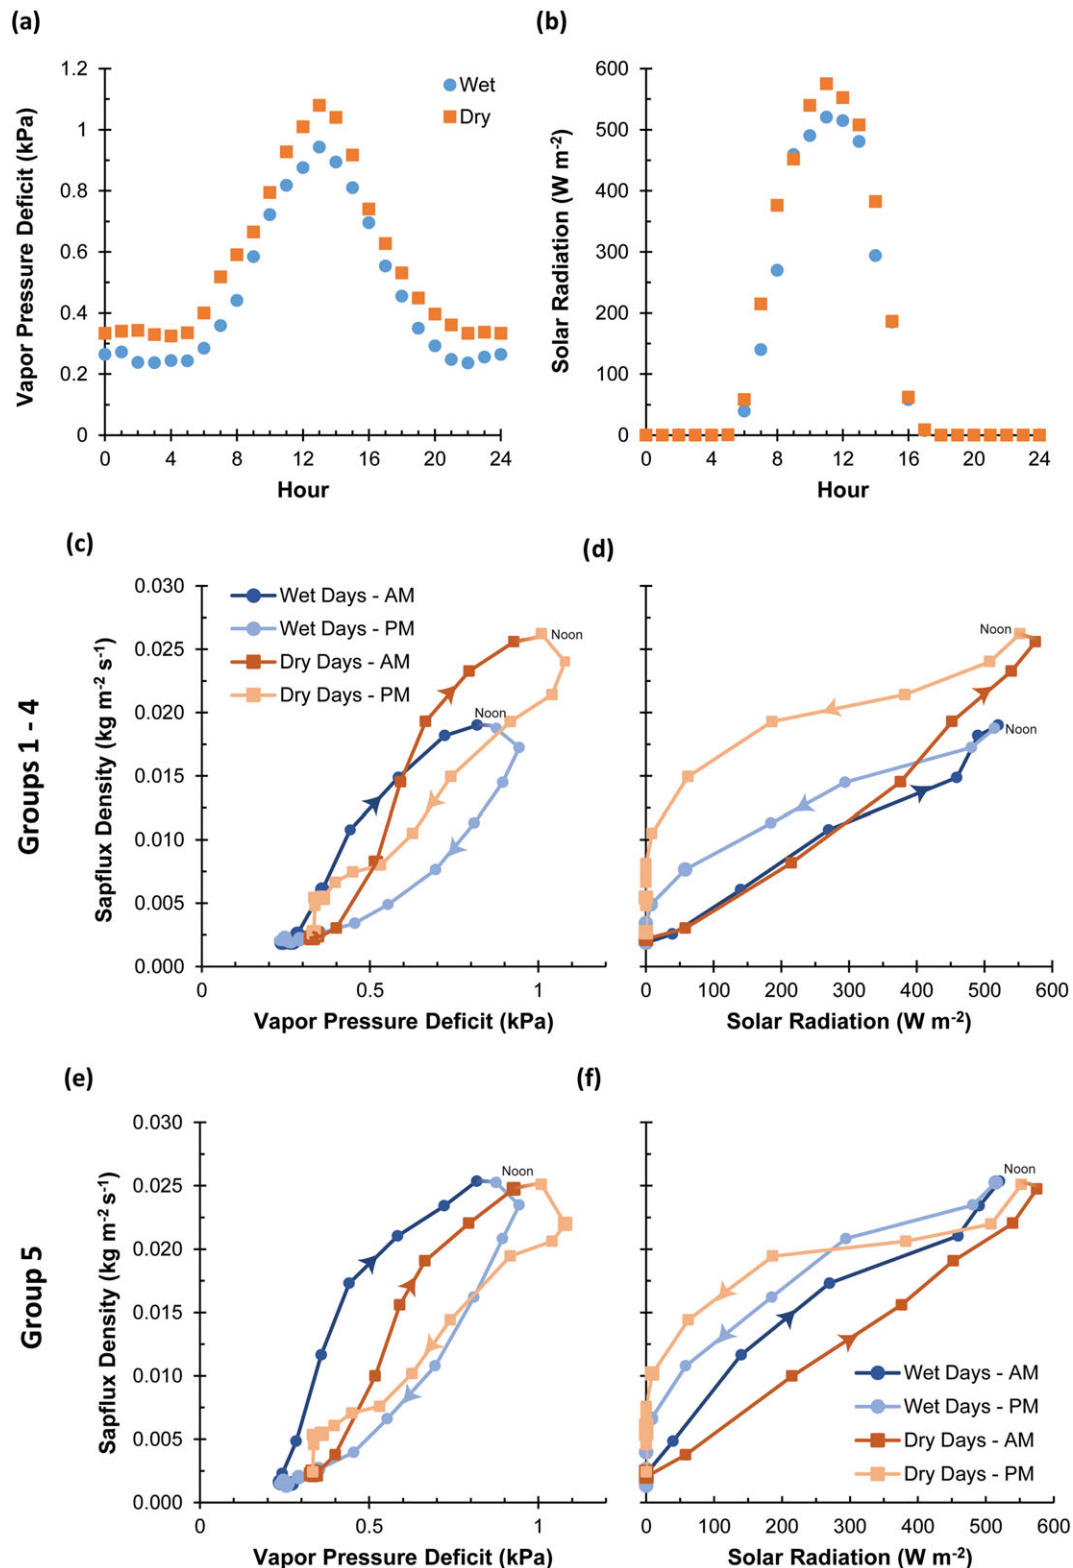 (a)
(b)
1.2
1
0.8
0.6
0.4
0.2
0
Vapor Pressure Deficit (kPa)
Wet
Dry
0 4 8 12 16 20 24
Hour
600
500
400
300
200
100
0
Solar Radiation (W m-2)
0 4 8 12 16 20 24
Hour
Groups 1 - 4
(c)
(d)
0.030
0.025
0.020
0.015
0.010
0.005
0.000
Sapflux Density (kg m-2 s-1)
Wet Days - AM
Wet Days - PM
Dry Days - AM
Dry Days - PM
Noon
Noon
0 0.5 1
Vapor Pressure Deficit (kPa)
Noon
Noon
0 100 200 300 400 500 600
Solar Radiation (W m-2)
Group 5
(e)
(f)
0.030
0.025
0.020
0.015
0.010
0.005
0.000
Sapflux Density (kg m-2 s-1)
Noon
0 0.5 1
Vapor Pressure Deficit (kPa)
Noon
Wet Days - AM
Wet Days - PM
Dry Days - AM
Dry Days - PM
0 100 200 300 400 500 600
Solar Radiation (W m-2)